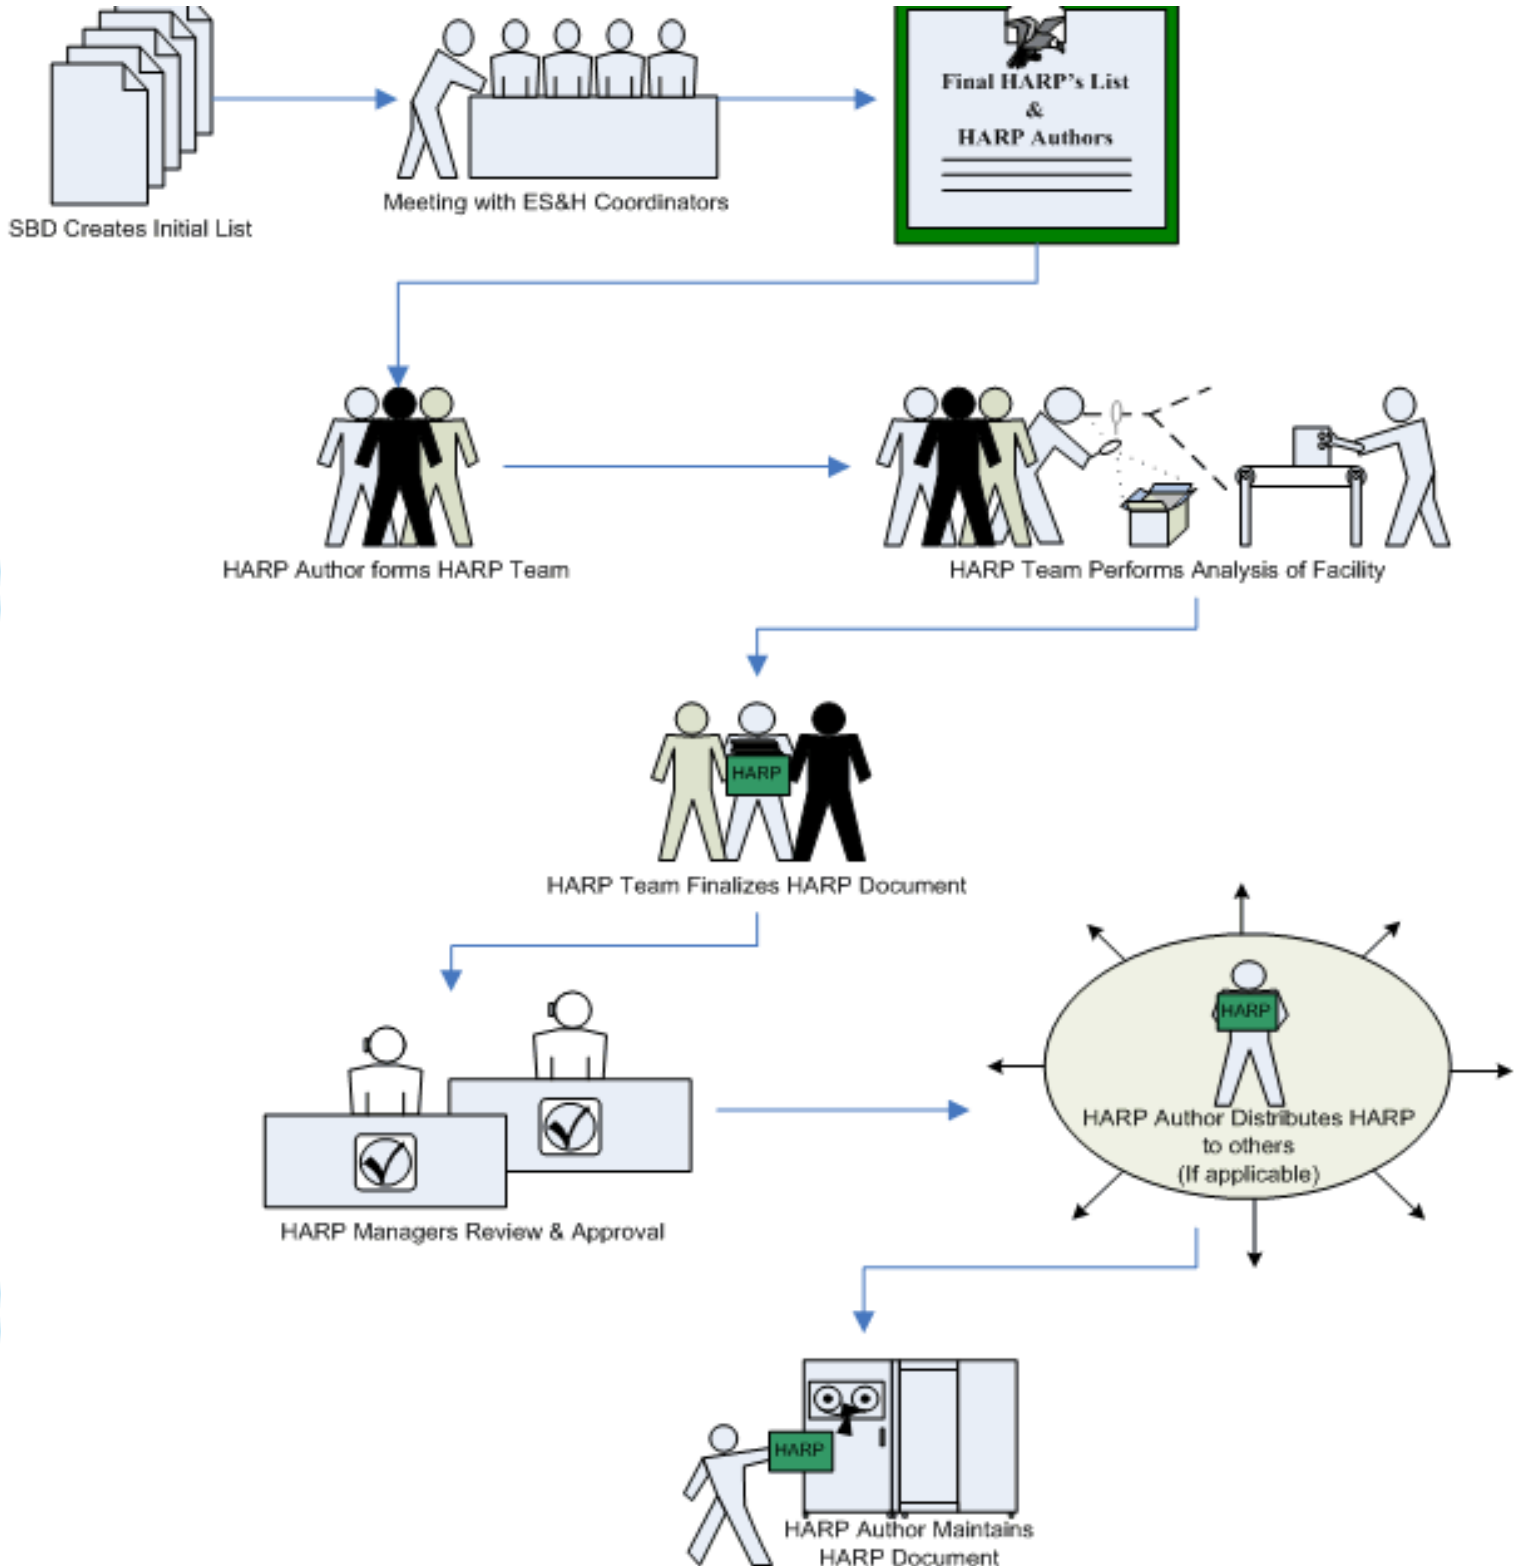 SBD Creates Initial List
Meeting with ES&H Coordinators
Final HARP's List
&
HARP Authors
HARP Author forms HARP Team
HARP Team Performs Analysis of Facility
HARP
HARP Team Finalizes HARP Document
HARP Managers Review & Approval
HARP
HARP Author Distributes HARP
to others
(If applicable)
HARP
HARP Author Maintains
HARP Document